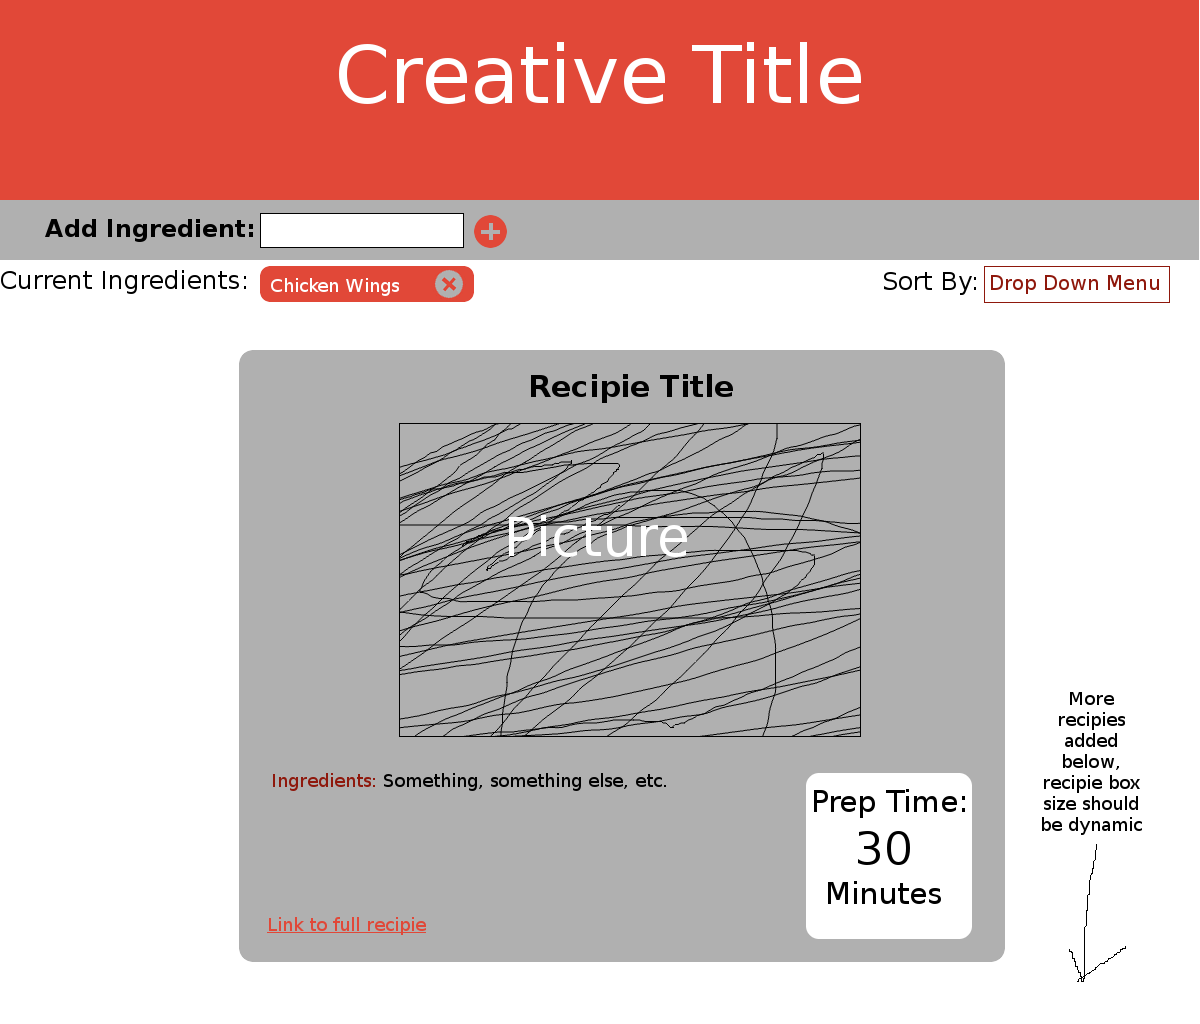 Creative Title
Add Ingredient:
Current Ingredients: Chicken Wings
Sort By: Drop Down Menu
Recipie Title
Picture
Ingredients: Something, something else, etc.
Prep Time:
30
Minutes
Link to full recipie
More
recipies
added
below,
recipie box
size should
be dynamic